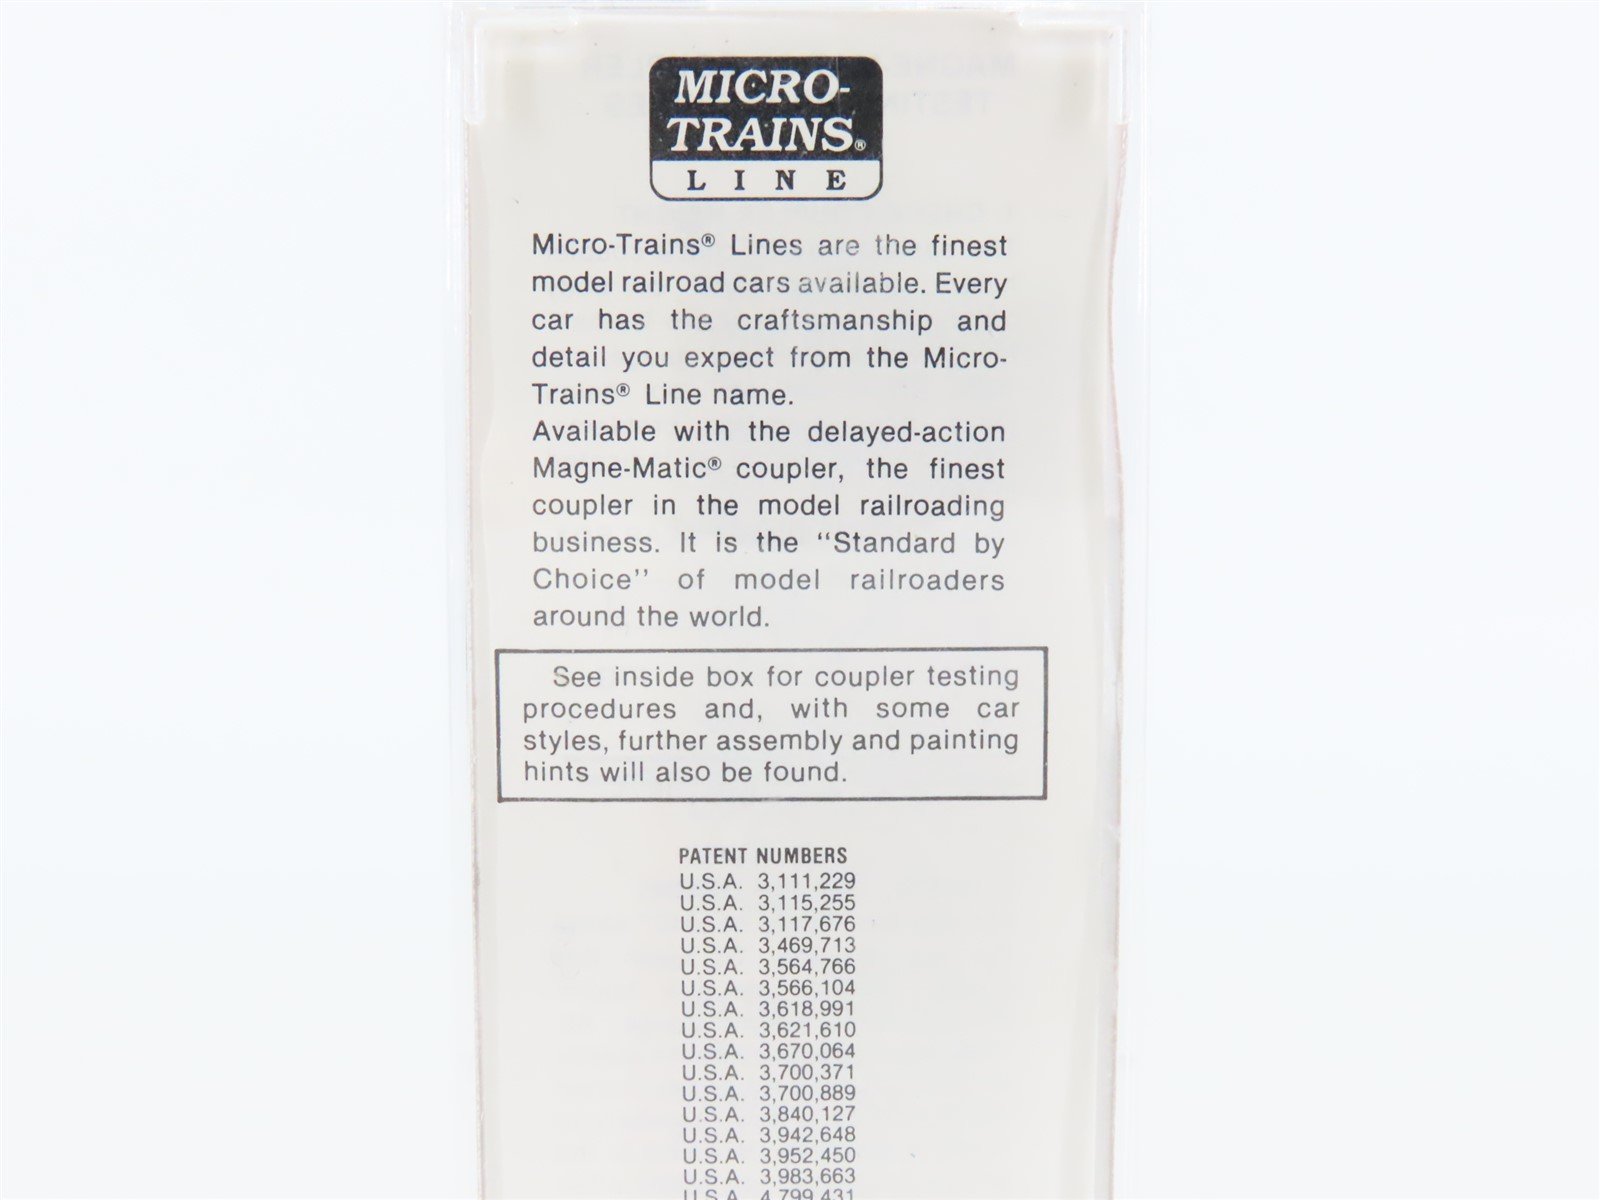 MICRO-
TRAINS®
LINE
Micro-Trains® Lines are the finest
model railroad cars available. Every
car has the craftsmanship and
detail you expect from the Micro-
Trains® Line name.
Available with the delayed-action
Magne-Matic® coupler, the finest
coupler in the model railroading
business. It is the "Standard by
Choice" of model railroaders
around the world.
See inside box for coupler testing
procedures and, with some car
styles, further assembly and painting
hints will also be found.
PATENT NUMBERS
U.S.A. 3,111,229
U.S.A. 3,115,255
U.S.A. 3,117,676
U.S.A. 3,469,713
U.S.A. 3,564,766
U.S.A. 3,566,104
U.S.A. 3,618,991
U.S.A. 3,621,610
U.S.A. 3,670,064
U.S.A. 3,700,371
U.S.A. 3,700,889
U.S.A. 3,840,127
U.S.A. 3,942,648
U.S.A. 3,952,450
U.S.A. 3,983,663
U.S.A. 4,799,431